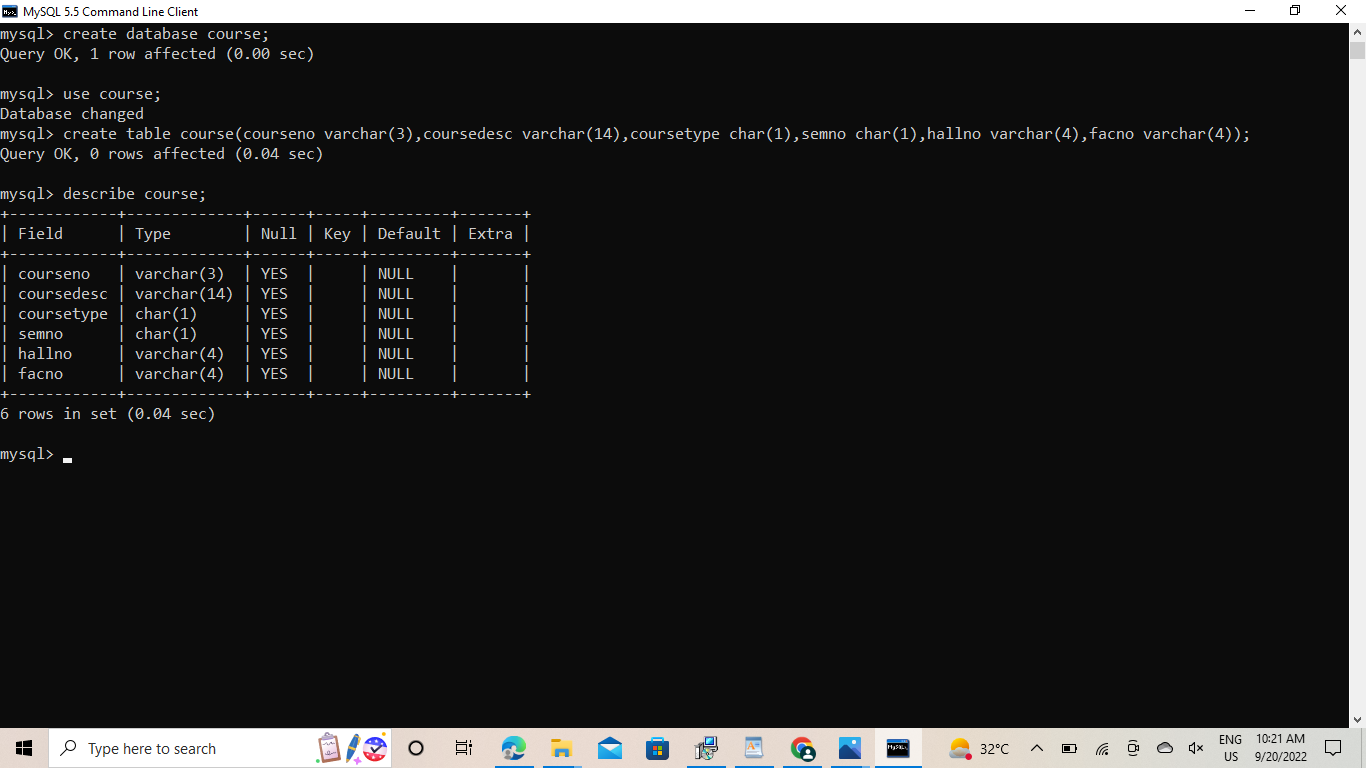 MySQL 5.5 Command Line Client
mysql> create database course;
Query OK, 1 row affected (0.00 sec)
mysql> use course;
Database changed
mysql> create table course(courseno varchar(3),coursedesc varchar(14),coursetype char(1),semno char(1),hallno varchar(4),facno varchar(4));
Query OK, 0 rows affected (0.04 sec)
mysql> describe course;
+------------+-------------+------+-----+---------+-------+
| Field      | Type        | Null | Key | Default | Extra |
+------------+-------------+------+-----+---------+-------+
| courseno   | varchar(3)  | YES  |     | NULL    |       |
| coursedesc | varchar(14) | YES  |     | NULL    |       |
| coursetype | char(1)     | YES  |     | NULL    |       |
| semno      | char(1)     | YES  |     | NULL    |       |
| hallno     | varchar(4)  | YES  |     | NULL    |       |
| facno      | varchar(4)  | YES  |     | NULL    |       |
+------------+-------------+------+-----+---------+-------+
6 rows in set (0.04 sec)
mysql>
Type here to search
32°C
ENG
US
10:21 AM
9/20/2022